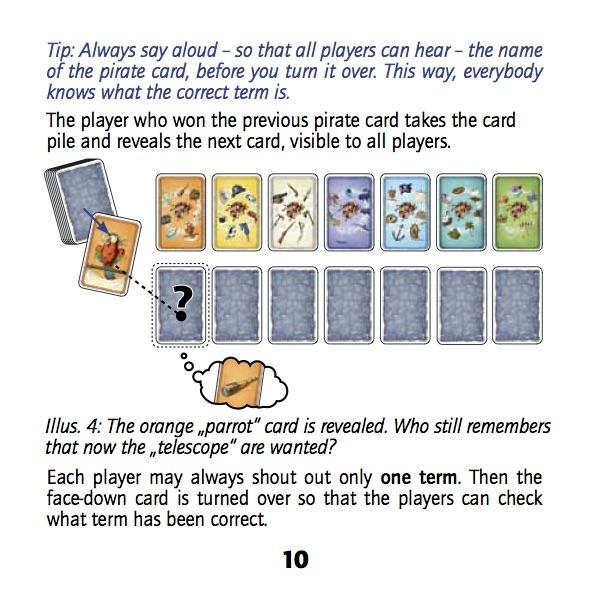 Tip: Always say aloud – so that all players can hear – the name
of the pirate card, before you turn it over. This way, everybody
knows what the correct term is.
The player who won the previous pirate card takes the card
pile and reveals the next card, visible to all players.
?
Illus. 4: The orange „parrot“ card is revealed. Who still remembers
that now the „telescope“ are wanted?
Each player may always shout out only one term. Then the
face-down card is turned over so that the players can check
what term has been correct.
10